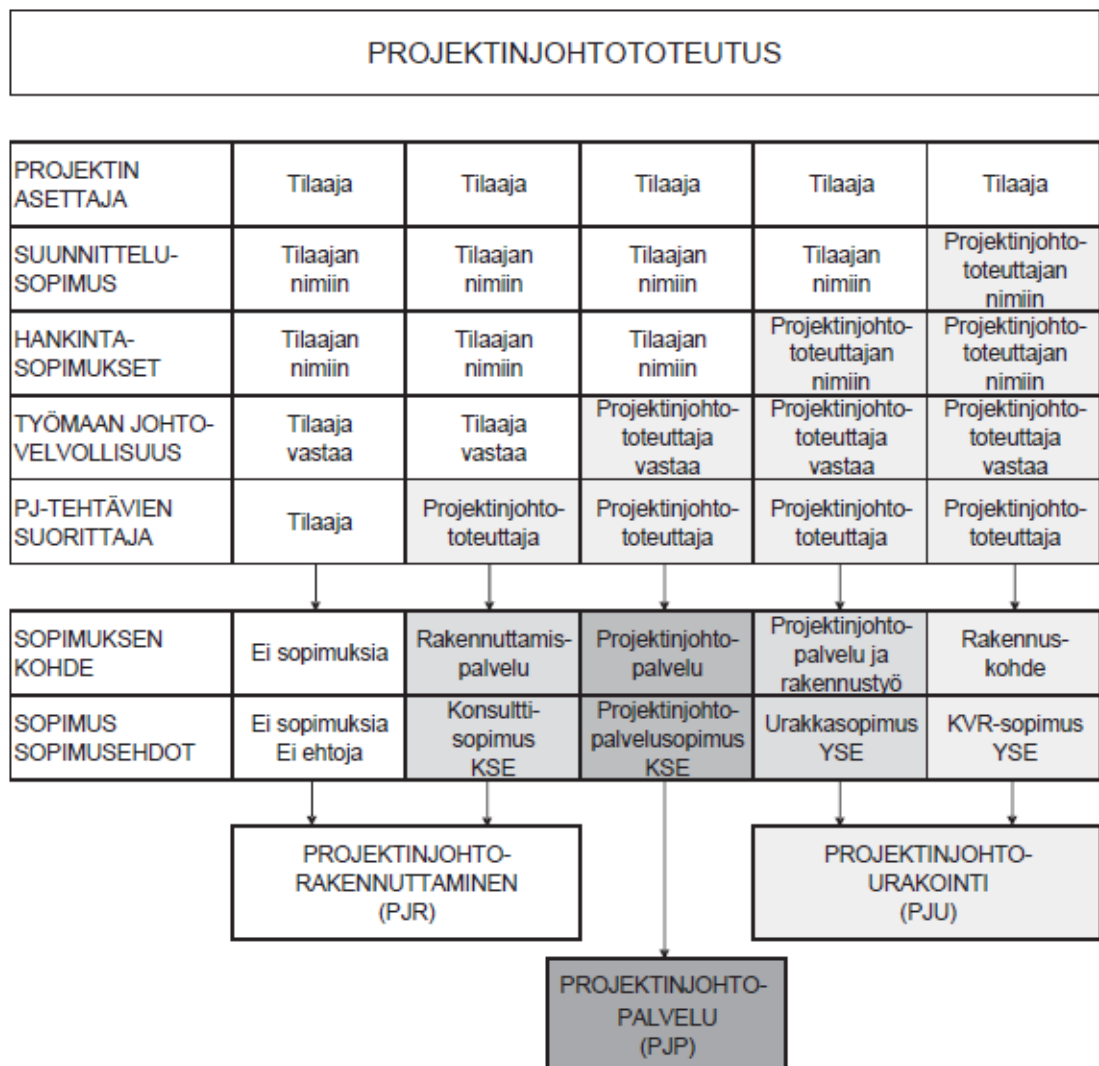 PROJEKTINJOHTOTOTEUTUS
PROJEKTIN
ASETTAJA
Tilaaja
Tilaaja
Tilaaja
Tilaaja
Tilaaja
SUUNNITTELU-
SOPIMUS
Tilaajan
nimiin
Tilaajan
nimiin
Tilaajan
nimiin
Tilaajan
nimiin
Projektinjohto-
toteuttajan
nimiin
HANKINTA-
SOPIMUKSET
Tilaajan
nimiin
Tilaajan
nimiin
Tilaajan
nimiin
Projektinjohto-
toteuttajan
nimiin
Projektinjohto-
toteuttajan
nimiin
TYÖMAAN JOHTO-
VELVOLLISUUS
Tilaaja
vastaa
Tilaaja
vastaa
Projektinjohto-
toteuttaja
vastaa
Projektinjohto-
toteuttaja
vastaa
Projektinjohto-
toteuttaja
vastaa
PJ-TEHTÄVIEN
SUORITTAJA
Tilaaja
Projektinjohto-
toteuttaja
Projektinjohto-
toteuttaja
Projektinjohto-
toteuttaja
Projektinjohto-
toteuttaja
SOPIMUKSEN
KOHDE
Ei sopimuksia
Rakennuttamis-
palvelu
Projektinjohto-
palvelu
Projektinjohto-
palvelu ja
rakennustyö
Rakennus-
kohde
SOPIMUS
SOPIMUSEHDOT
Ei sopimuksia
Ei ehtoja
Konsultti-
sopimus
KSE
Projektinjohto-
palvelusopimus
KSE
Urakkasopimus
YSE
KVR-sopimus
YSE
PROJEKTINJOHTO-
RAKENNUTTAMINEN
(PJR)
PROJEKTINJOHTO-
URAKOINTI
(PJU)
PROJEKTINJOHTO-
PALVELU
(PJP)